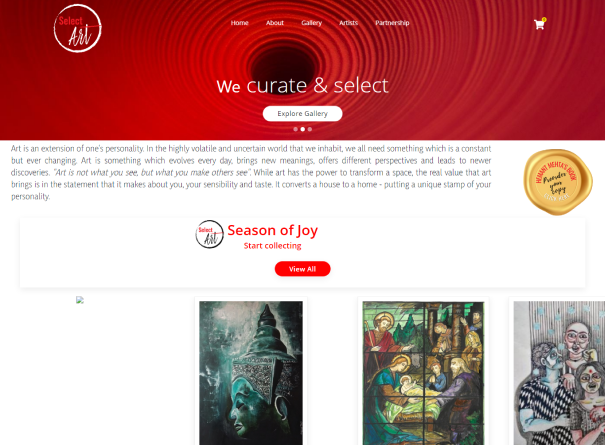 Select
Art
Home About Gallery Artists Partnership
We curate & select
Explore Gallery
Art is an extension of one's personality. In the highly volatile and uncertain world that we inhabit, we all need something which is a constant
but ever changing. Art is something which evolves every day, brings new meanings, offers different perspectives and leads to newer
discoveries. "Art is not what you see, but what you make others see". While art has the power to transform a space, the real value that art
brings is in the statement that it makes about you, your sensibility and taste. It converts a house to a home - putting a unique stamp of your
personality.
HEMANT MEHTA'S BOOK
Preorder
your
copy
Select
Art
Season of Joy
Start collecting
View All